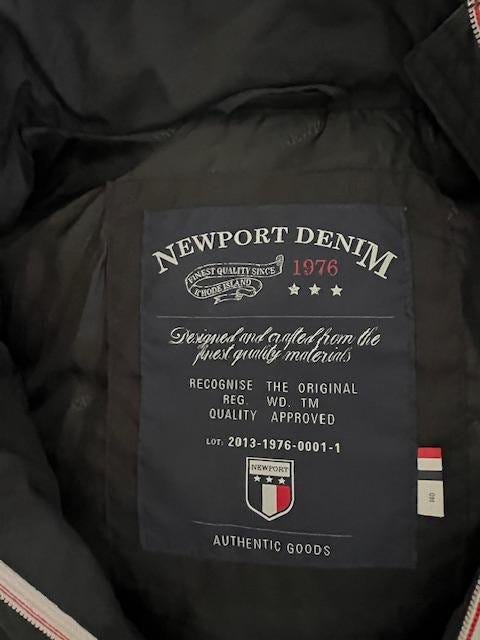 NEWPORT DENIM
FINEST QUALITY SINCE
RHODE ISLAND
1976
Designed and crafted from the
finest quality materials
RECOGNISE THE ORIGINAL
REG. WD. TM
QUALITY APPROVED
LOT: 2013-1976-0001-1
NEWPORT
140
AUTHENTIC GOODS